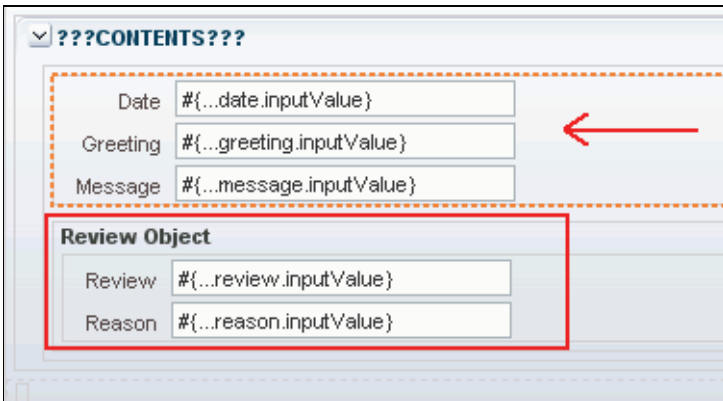 ???CONTENTS???
Date #{...date.inputValue}
Greeting #{...greeting.inputValue}
Message #{...message.inputValue}
Review Object
Review #{...review.inputValue}
Reason #{...reason.inputValue}